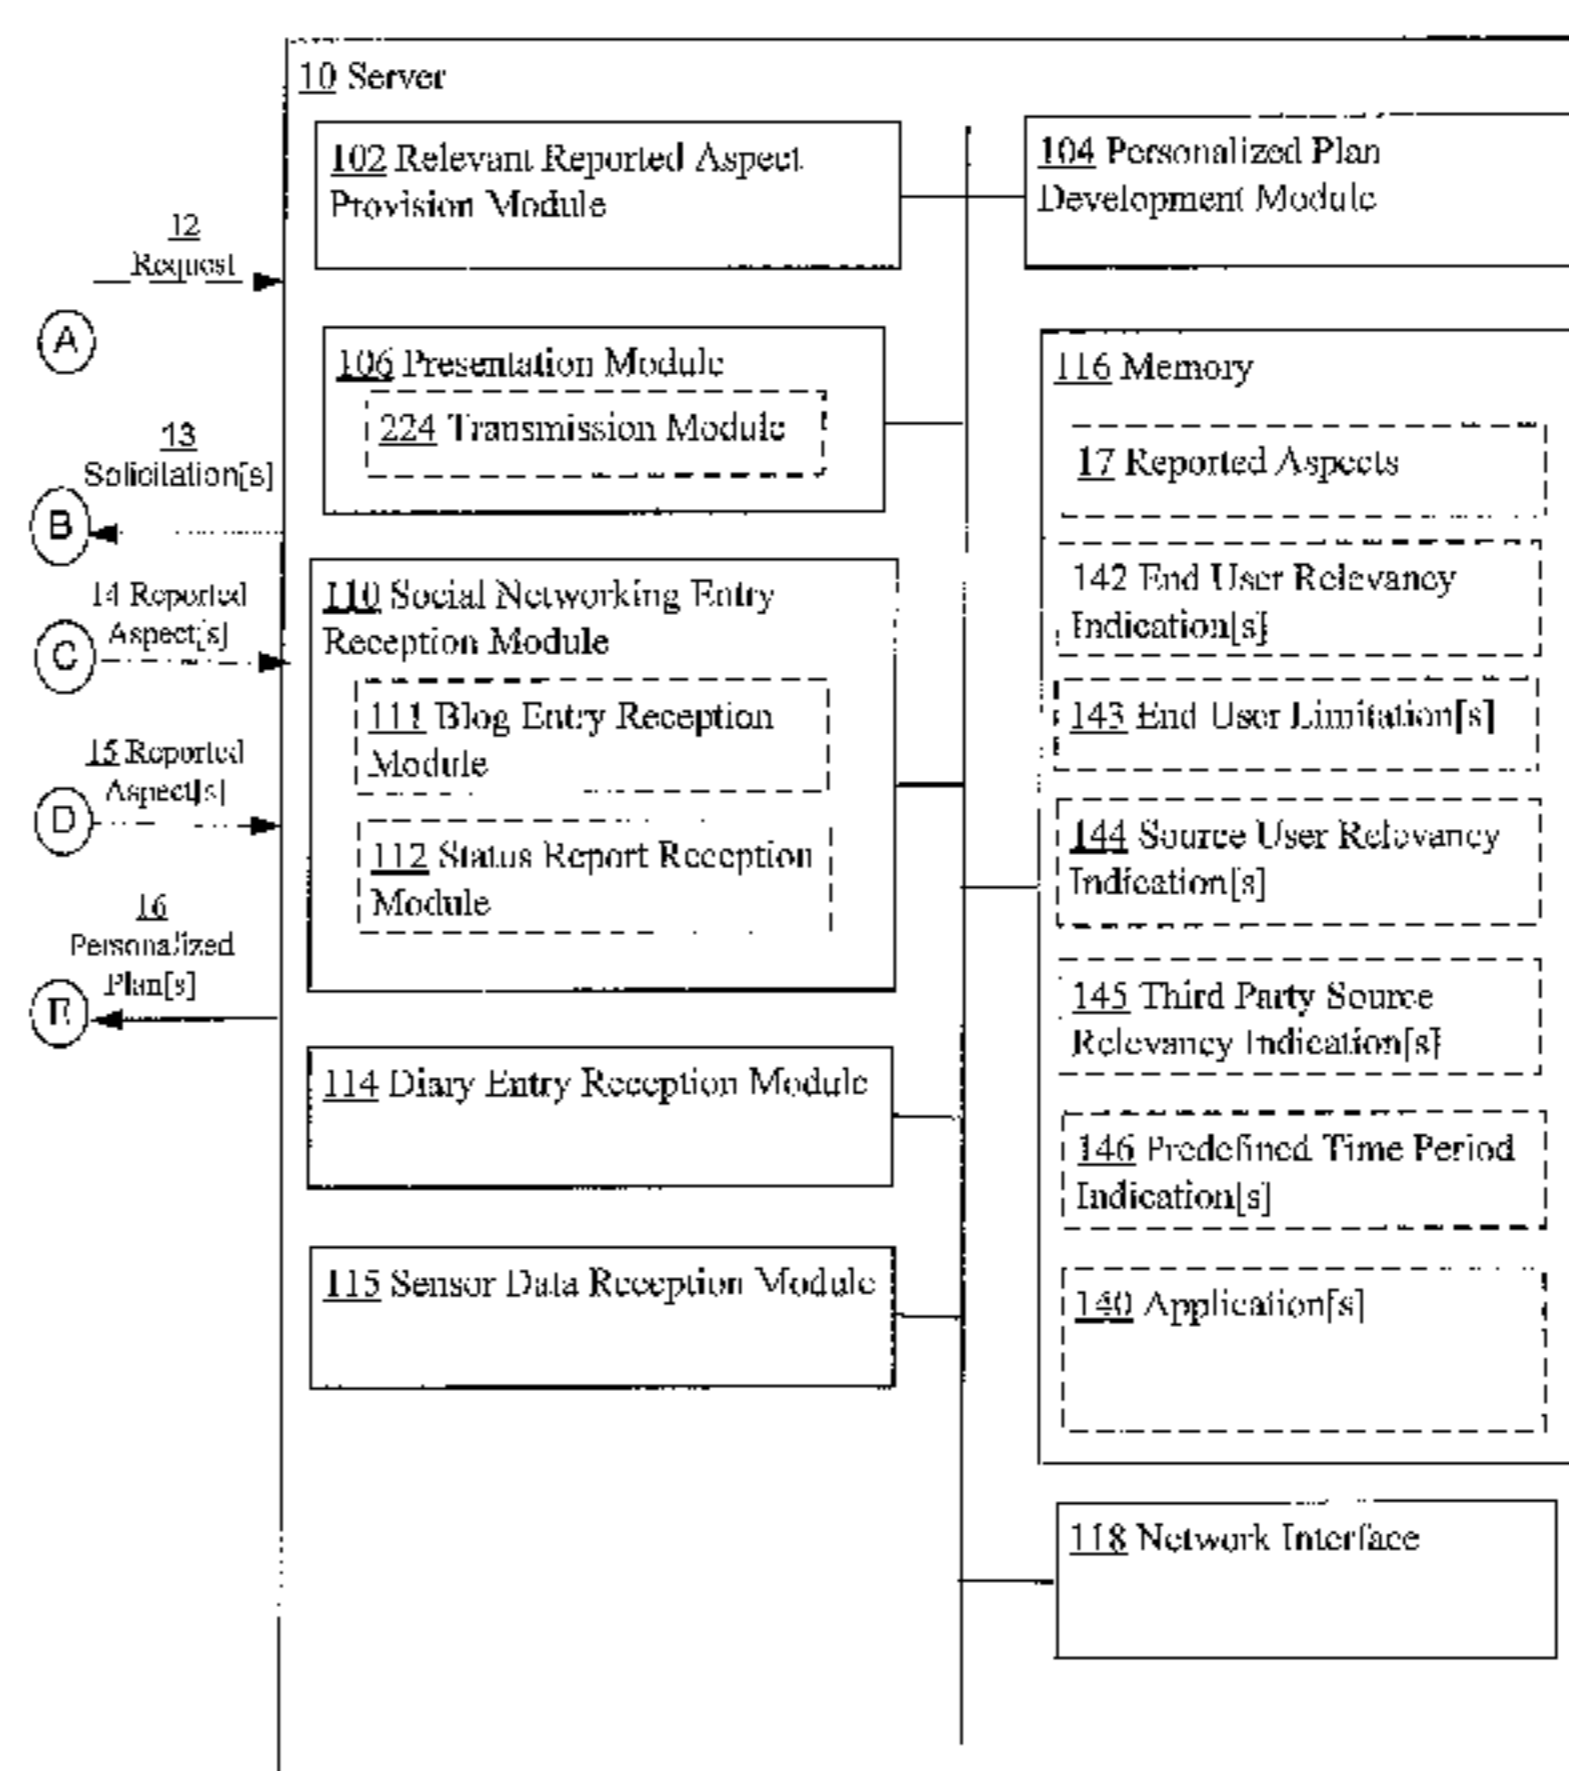 10 Server
102 Relevant Reported Aspect
Provision Module
104 Personalized Plan
Development Module
12
Request
A
106 Presentation Module
224 Transmission Module
116 Memory
17 Reported Aspects
13
Solicitation[s]
B
142 End User Relevancy
Indication[s]
14 Reported
Aspect[s]
C
110 Social Networking Entry
Reception Module
111 Blog Entry Reception
Module
143 End User Limitation[s]
15 Reported
Aspect[s]
D
112 Status Report Reception
Module
144 Source User Relevancy
Indication[s]
16
Personalized
Plan[s]
E
145 Third Party Source
Relevancy Indication[s]
114 Diary Entry Reception Module
146 Predefined Time Period
Indication[s]
115 Sensor Data Reception Module
140 Application[s]
118 Network Interface